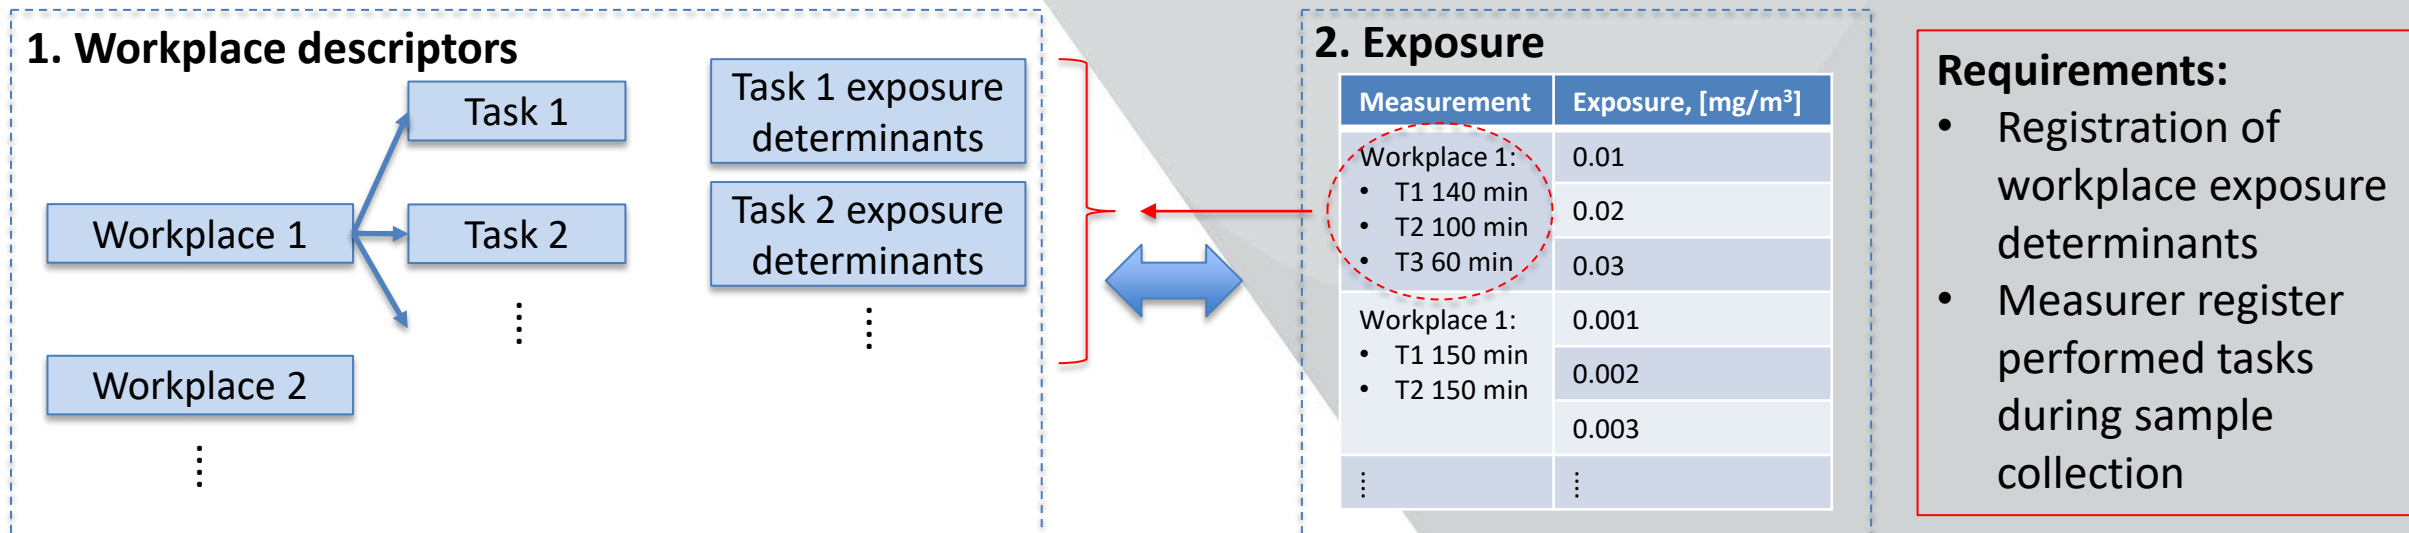 1. Workplace descriptors
Task 1
Workplace 1
Task 2
⋮
Workplace 2
⋮
Task 1 exposure
determinants
Task 2 exposure
determinants
⋮
2. Exposure
Measurement Exposure, [mg/m³]
Workplace 1:
• T1 140 min
• T2 100 min
• T3 60 min
0.01
0.02
0.03
Workplace 1:
• T1 150 min
• T2 150 min
0.001
0.002
0.003
⋮ ⋮
Requirements:
• Registration of
workplace exposure
determinants
• Measurer register
performed tasks
during sample
collection